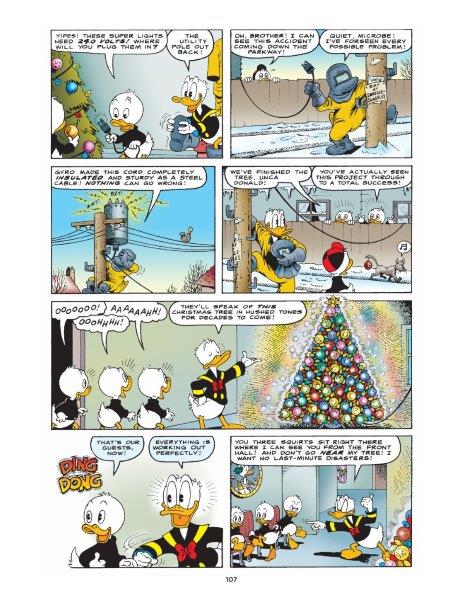 YIPES! THESE SUPER LIGHTS
NEED 240 VOLTS! WHERE
WILL YOU PLUG THEM IN?
THE
UTILITY
POLE OUT
BACK!
OH, BROTHER! I CAN
SEE THIS ACCIDENT
COMING DOWN THE
PARKWAY!
QUIET, MICROBE!
I'VE FORSEEN EVERY
POSSIBLE PROBLEM!
GYRO MADE THIS CORD COMPLETELY
INSULATED AND STURDY AS A STEEL
CABLE! NOTHING CAN GO WRONG!
WE'VE FINISHED THE
TREE, UNCA
DONALD!
YOU'VE ACTUALLY SEEN
THIS PROJECT THROUGH
TO A TOTAL SUCCESS!
OOOOOOO!
OOOHHHH!
AAAAAAHH!
THEY'LL SPEAK OF THIS
CHRISTMAS TREE IN HUSHED TONES
FOR DECADES TO COME!
DING
DONG
THAT'S OUR
GUESTS,
NOW!
EVERYTHING IS
WORKING OUT
PERFECTLY!
YOU THREE SQUIRTS SIT RIGHT THERE
WHERE I CAN SEE YOU FROM THE FRONT
HALL! AND DON'T GO NEAR MY TREE! I
WANT NO LAST-MINUTE DISASTERS!
107